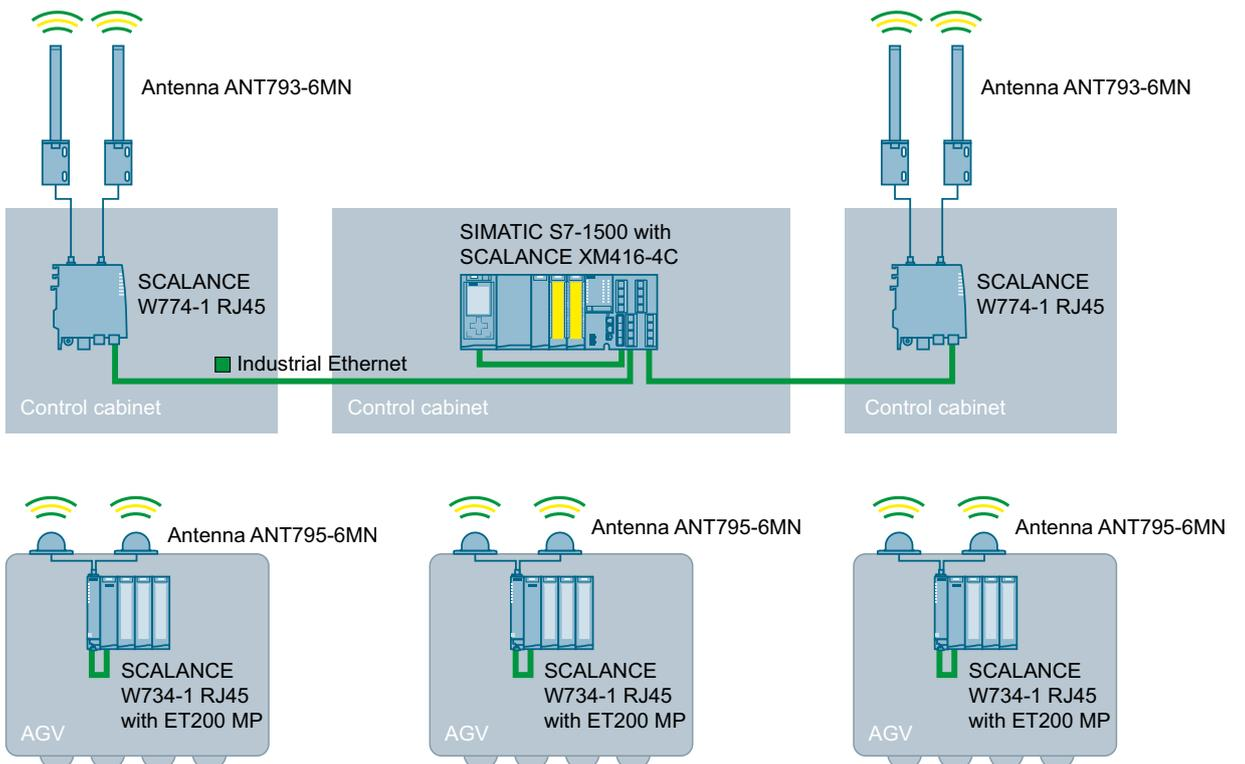 Antenna ANT793-6MN
Antenna ANT793-6MN
SIMATIC S7-1500 with
SCALANCE XM416-4C
SCALANCE
W774-1 RJ45
SCALANCE
W774-1 RJ45
Industrial Ethernet
Control cabinet
Control cabinet
Control cabinet
Antenna ANT795-6MN
Antenna ANT795-6MN
Antenna ANT795-6MN
SCALANCE
W734-1 RJ45
with ET200 MP
AGV
SCALANCE
W734-1 RJ45
with ET200 MP
AGV
SCALANCE
W734-1 RJ45
with ET200 MP
AGV